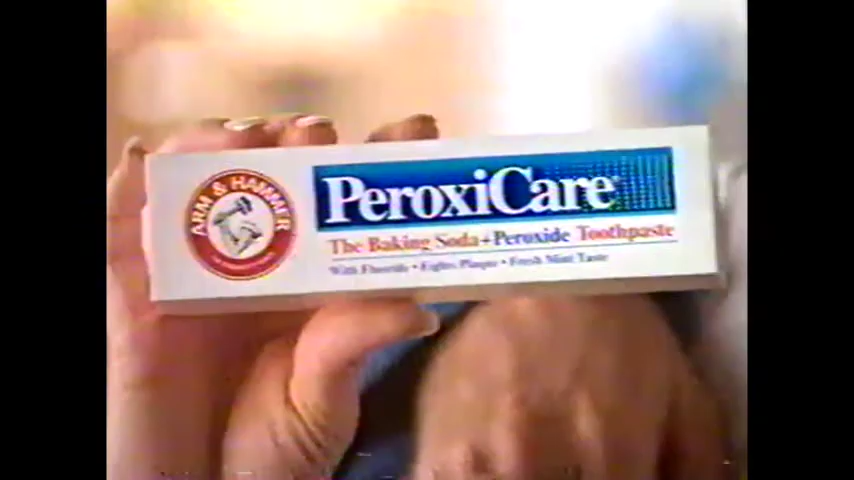 ARM & HAMMER
PeroxiCare
The Baking Soda+Peroxide Toothpaste
With Fluoride • Fights Plaque • Fresh Mint Taste